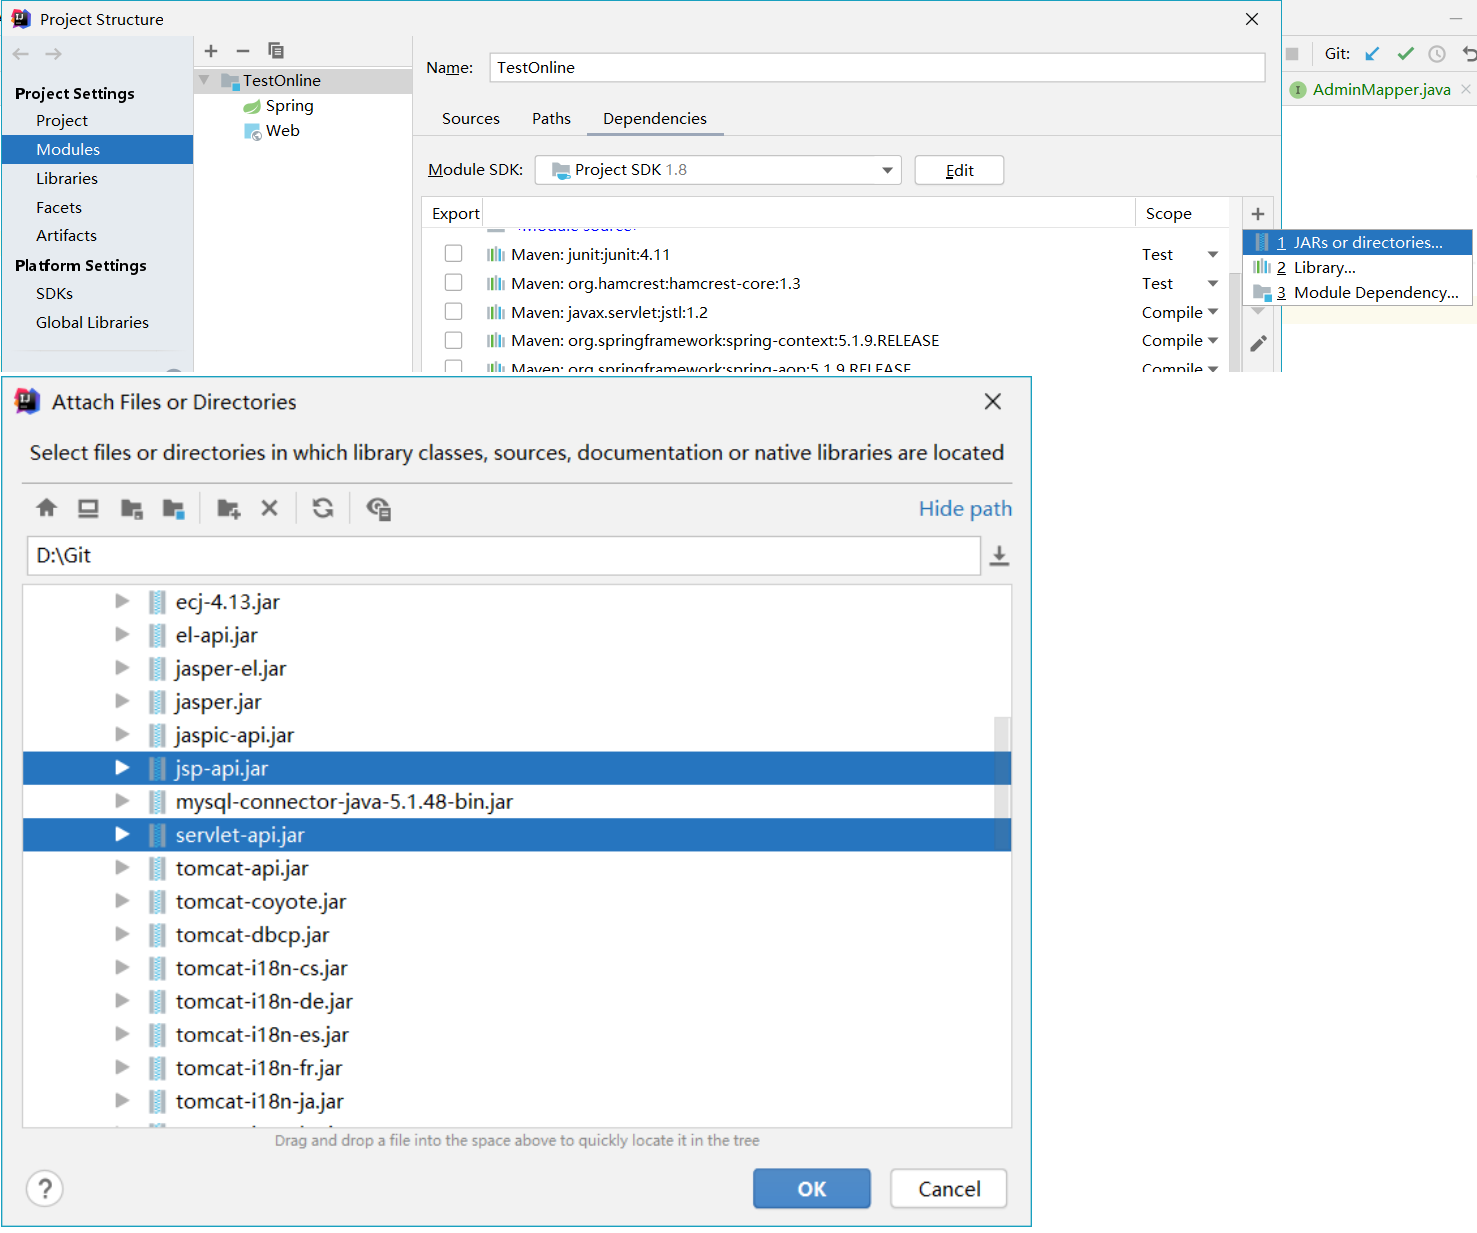 Project Structure
Git:
AdminMapper.java
Project Settings
Project
Modules
Libraries
Facets
Artifacts
Platform Settings
SDKs
Global Libraries
TestOnline
Spring
Web
Name: TestOnline
Sources Paths Dependencies
Module SDK: Project SDK 1.8 Edit
Export Scope
<Module source>
Maven: junit:junit:4.11 Test
Maven: org.hamcrest:hamcrest-core:1.3 Test
Maven: javax.servlet:jstl:1.2 Compile
Maven: org.springframework:spring-context:5.1.9.RELEASE Compile
Maven: org.springframework:spring-aop:5.1.9.RELEASE Compile
1 JARs or directories...
2 Library...
3 Module Dependency...
Attach Files or Directories
Select files or directories in which library classes, sources, documentation or native libraries are located
Hide path
D:\Git
ecj-4.13.jar
el-api.jar
jasper-el.jar
jasper.jar
jaspic-api.jar
jsp-api.jar
mysql-connector-java-5.1.48-bin.jar
servlet-api.jar
tomcat-api.jar
tomcat-coyote.jar
tomcat-dbcp.jar
tomcat-i18n-cs.jar
tomcat-i18n-de.jar
tomcat-i18n-es.jar
tomcat-i18n-fr.jar
tomcat-i18n-ja.jar
Drag and drop a file into the space above to quickly locate it in the tree
? OK Cancel